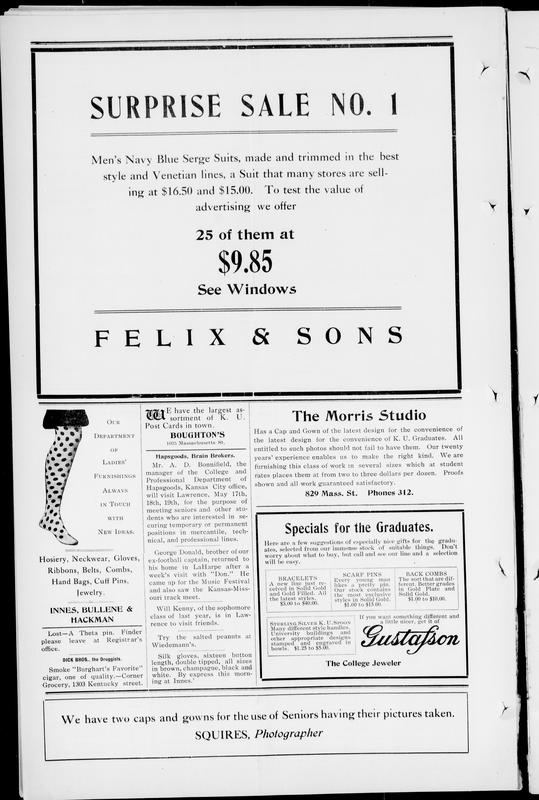 SURPRISE SALE NO. 1
Men's Navy Blue Serge Suits, made and trimmed in the best
style and Venetian lines, a Suit that many stores are sell-
ing at $16.50 and $15.00. To test the value of
advertising we offer
25 of them at
$9.85
See Windows
FELIX & SONS
OUR
DEPARTMENT
OF
LADIES'
FURNISHINGS
ALWAYS
IN TOUCH
WITH
NEW IDEAS.
Hosiery, Neckwear, Gloves,
Ribbons, Belts, Combs,
Hand Bags, Cuff Pins,
Jewelry.
INNES, BULLENE &
HACKMAN
Lost—A Theta pin. Finder
please leave at Registrar's
office.
DICK BROS., the Druggists.
Smoke "Burghart's Favorite"
cigar, one of quality.—Corner
Grocery, 1303 Kentucky street.
WE have the largest as-
sortment of K. U.
Post Cards in town.
BOUGHTON'S
1025 Massachusetts St.
Hapgoods, Brain Brokers.
Mr. A. D. Bonnifield, the
manager of the College and
Professional Department of
Hapgoods, Kansas City office,
will visit Lawrence, May 17th,
18th, 19th, for the purpose of
meeting seniors and other stu-
dents who are interested in se-
curing temporary or permanent
positions in mercantile, tech-
nical, and professional lines.
George Donald, brother of our
ex-football captain, returned to
his home in LaHarpe after a
week's visit with "Don." He
came up for the Music Festival
and also saw the Kansas-Miss-
ouri track meet.
Will Kenny, of the sophomore
class of last year, is in Law-
rence to visit friends.
Try the salted peanuts at
Wiedemann's.
Silk gloves, sixteen button
length, double tipped, all sizes
in brown, champagne, black and
white. By express this morn-
ing at Innes.'
The Morris Studio
Has a Cap and Gown of the latest design for the convenience of
the latest design for the convenience of K. U. Graduates. All
entitled to such photos should not fail to have them. Our twenty
years' experience enables us to make the right kind. We are
furnishing this class of work in several sizes which at student
rates places them at from two to three dollars per dozen. Proofs
shown and all work guaranteed satisfactory.
829 Mass. St. Phones 312.
Specials for the Graduates.
Here are a few suggestions of especially nice gifts for the gradu-
ates, selected from our immense stock of suitable things. Don't
worry about what to buy, but call and see our line and a selection
will be easy.
BRACELETS
A new line just re-
ceived in Solid Gold
and Gold Filled. All
the latest styles.
$3.00 to $40.00.
SCARF PINS
Every young man
likes a pretty pin.
Our stock contains
the most exclusive
styles in Solid Gold.
$1.00 to $15.00.
BACK COMBS
The sort that are dif-
ferent. Better grades
in Gold Plate and
Solid Gold.
$1.00 to $10.00.
STERLING SILVER K. U. SPOON
Many different style handles.
University buildings and
other appropriate designs
stamped and engraved in
bowls. $1.25 to $5.00.
If you want something different and
a little nicer, get it of
Gustafson
The College Jeweler
We have two caps and gowns for the use of Seniors having their pictures taken.
SQUIRES, Photographer